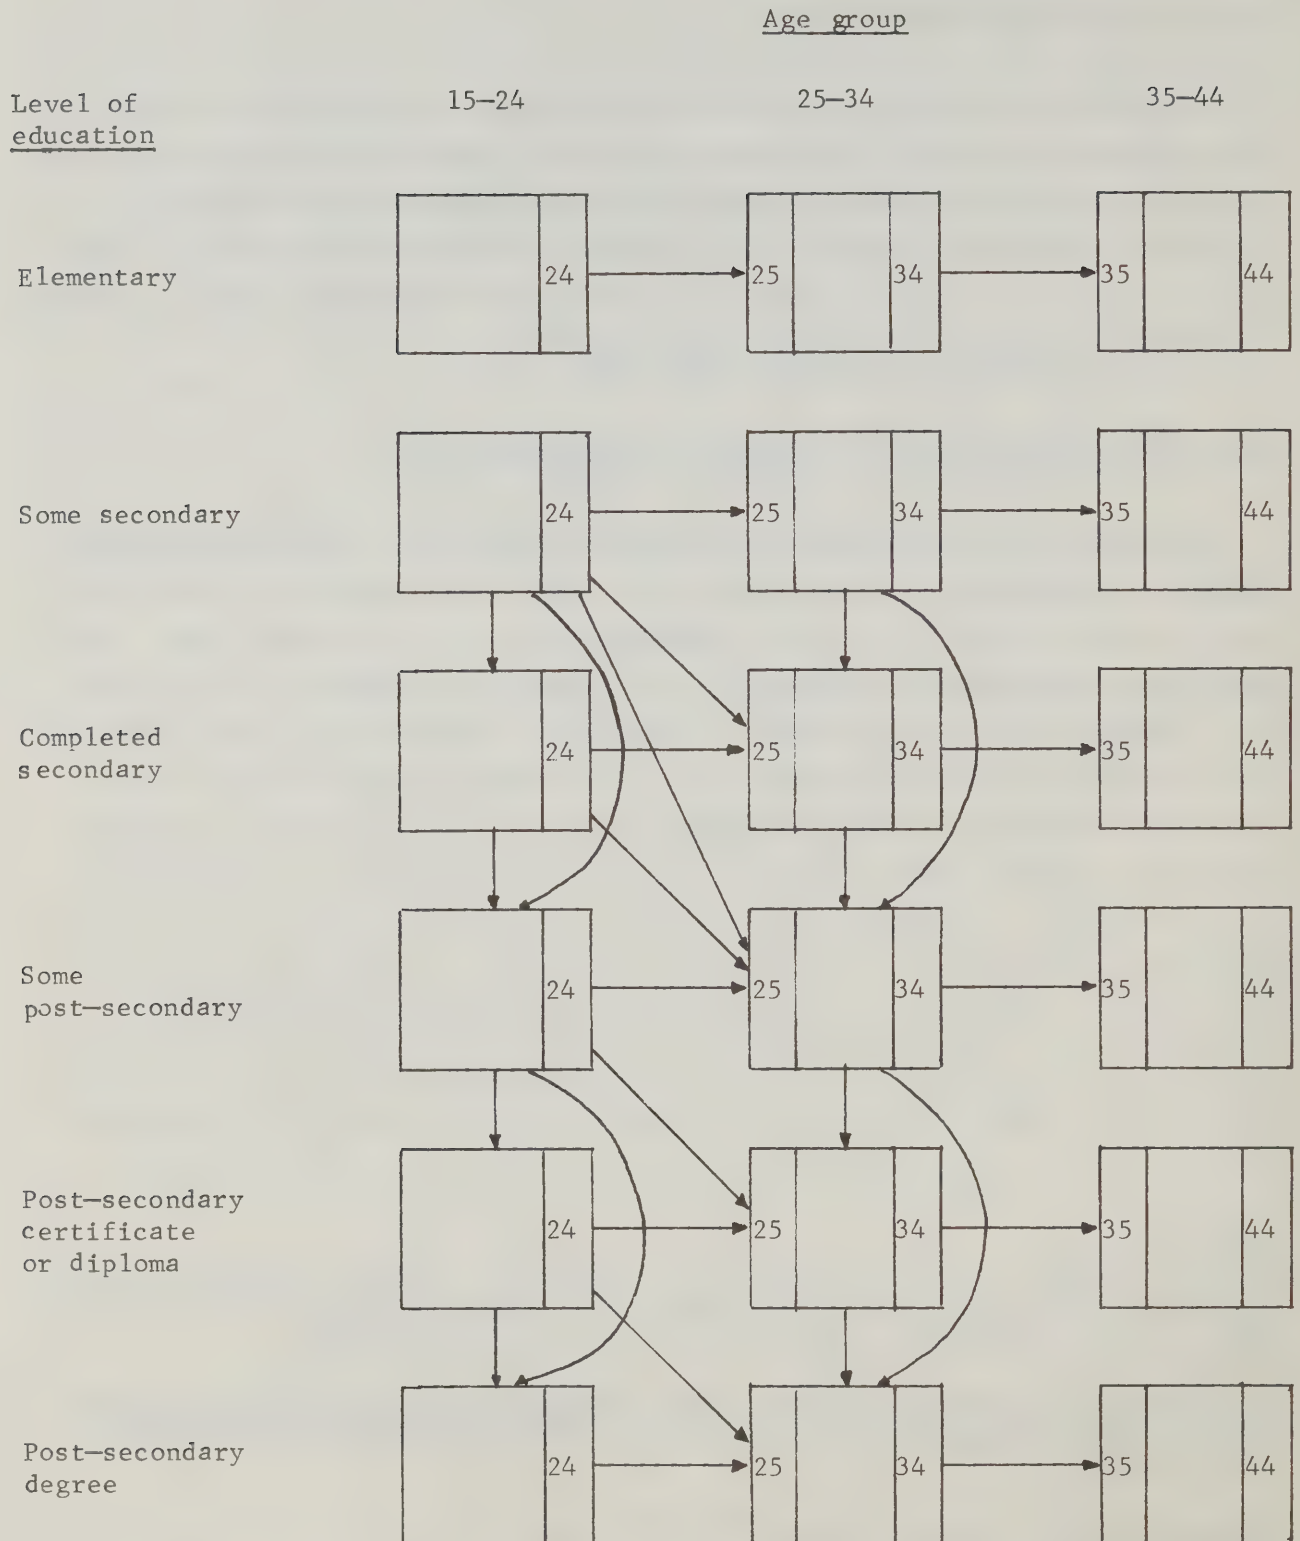 Age group
Level of
education
15—24 25—34 35—44
Elementary
24 25 34 35 44
Some secondary
24 25 34 35 44
Completed
secondary
24 25 34 35 44
Some
post—secondary
24 25 34 35 44
Post—secondary
certificate
or diploma
24 25 34 35 44
Post—secondary
degree
24 25 34 35 44